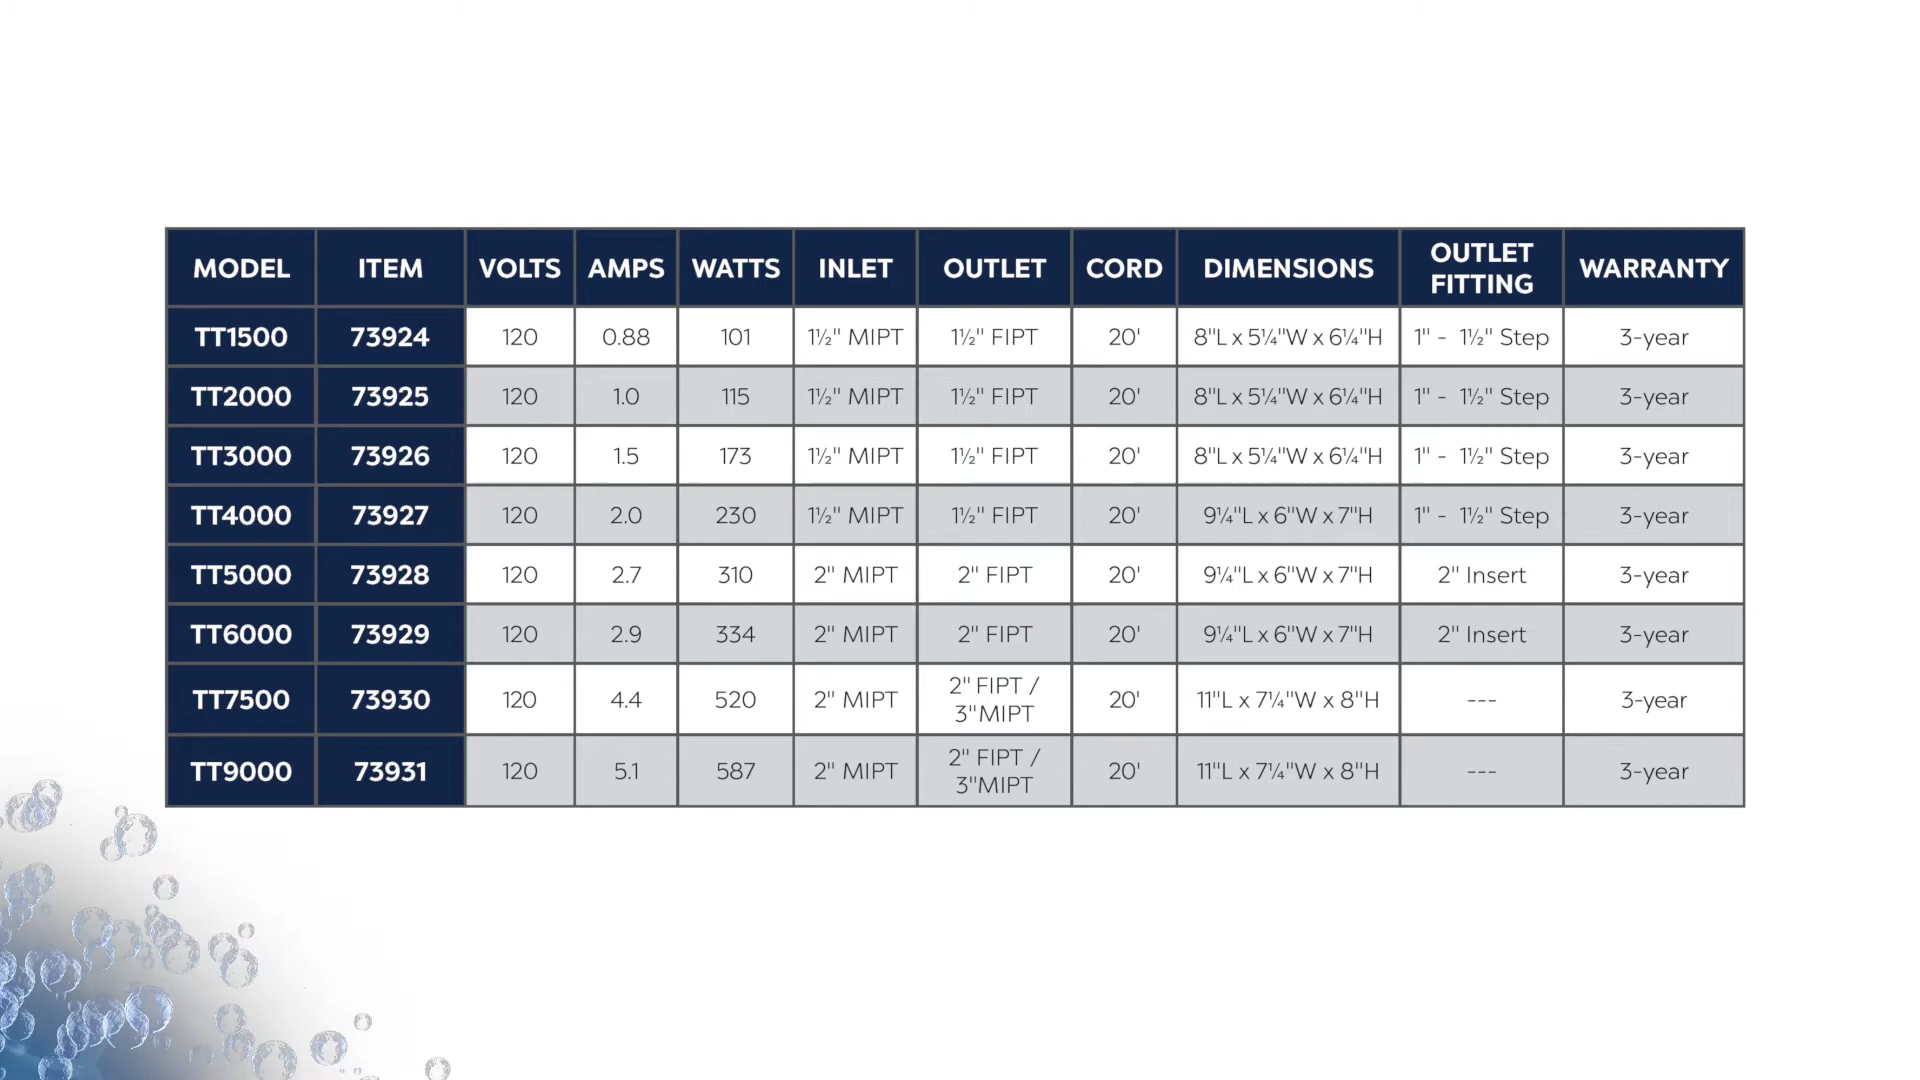 MODEL ITEM VOLTS AMPS WATTS INLET OUTLET CORD DIMENSIONS OUTLET FITTING WARRANTY
TT1500 73924 120 0.88 101 1½" MIPT 1½" FIPT 20' 8"L x 5¼"W x 6¼"H 1" - 1½" Step 3-year
TT2000 73925 120 1.0 115 1½" MIPT 1½" FIPT 20' 8"L x 5¼"W x 6¼"H 1" - 1½" Step 3-year
TT3000 73926 120 1.5 173 1½" MIPT 1½" FIPT 20' 8"L x 5¼"W x 6¼"H 1" - 1½" Step 3-year
TT4000 73927 120 2.0 230 1½" MIPT 1½" FIPT 20' 9¼"L x 6"W x 7"H 1" - 1½" Step 3-year
TT5000 73928 120 2.7 310 2" MIPT 2" FIPT 20' 9¼"L x 6"W x 7"H 2" Insert 3-year
TT6000 73929 120 2.9 334 2" MIPT 2" FIPT 20' 9¼"L x 6"W x 7"H 2" Insert 3-year
TT7500 73930 120 4.4 520 2" MIPT 2" FIPT / 3"MIPT 20' 11"L x 7¼"W x 8"H --- 3-year
TT9000 73931 120 5.1 587 2" MIPT 2" FIPT / 3"MIPT 20' 11"L x 7¼"W x 8"H --- 3-year